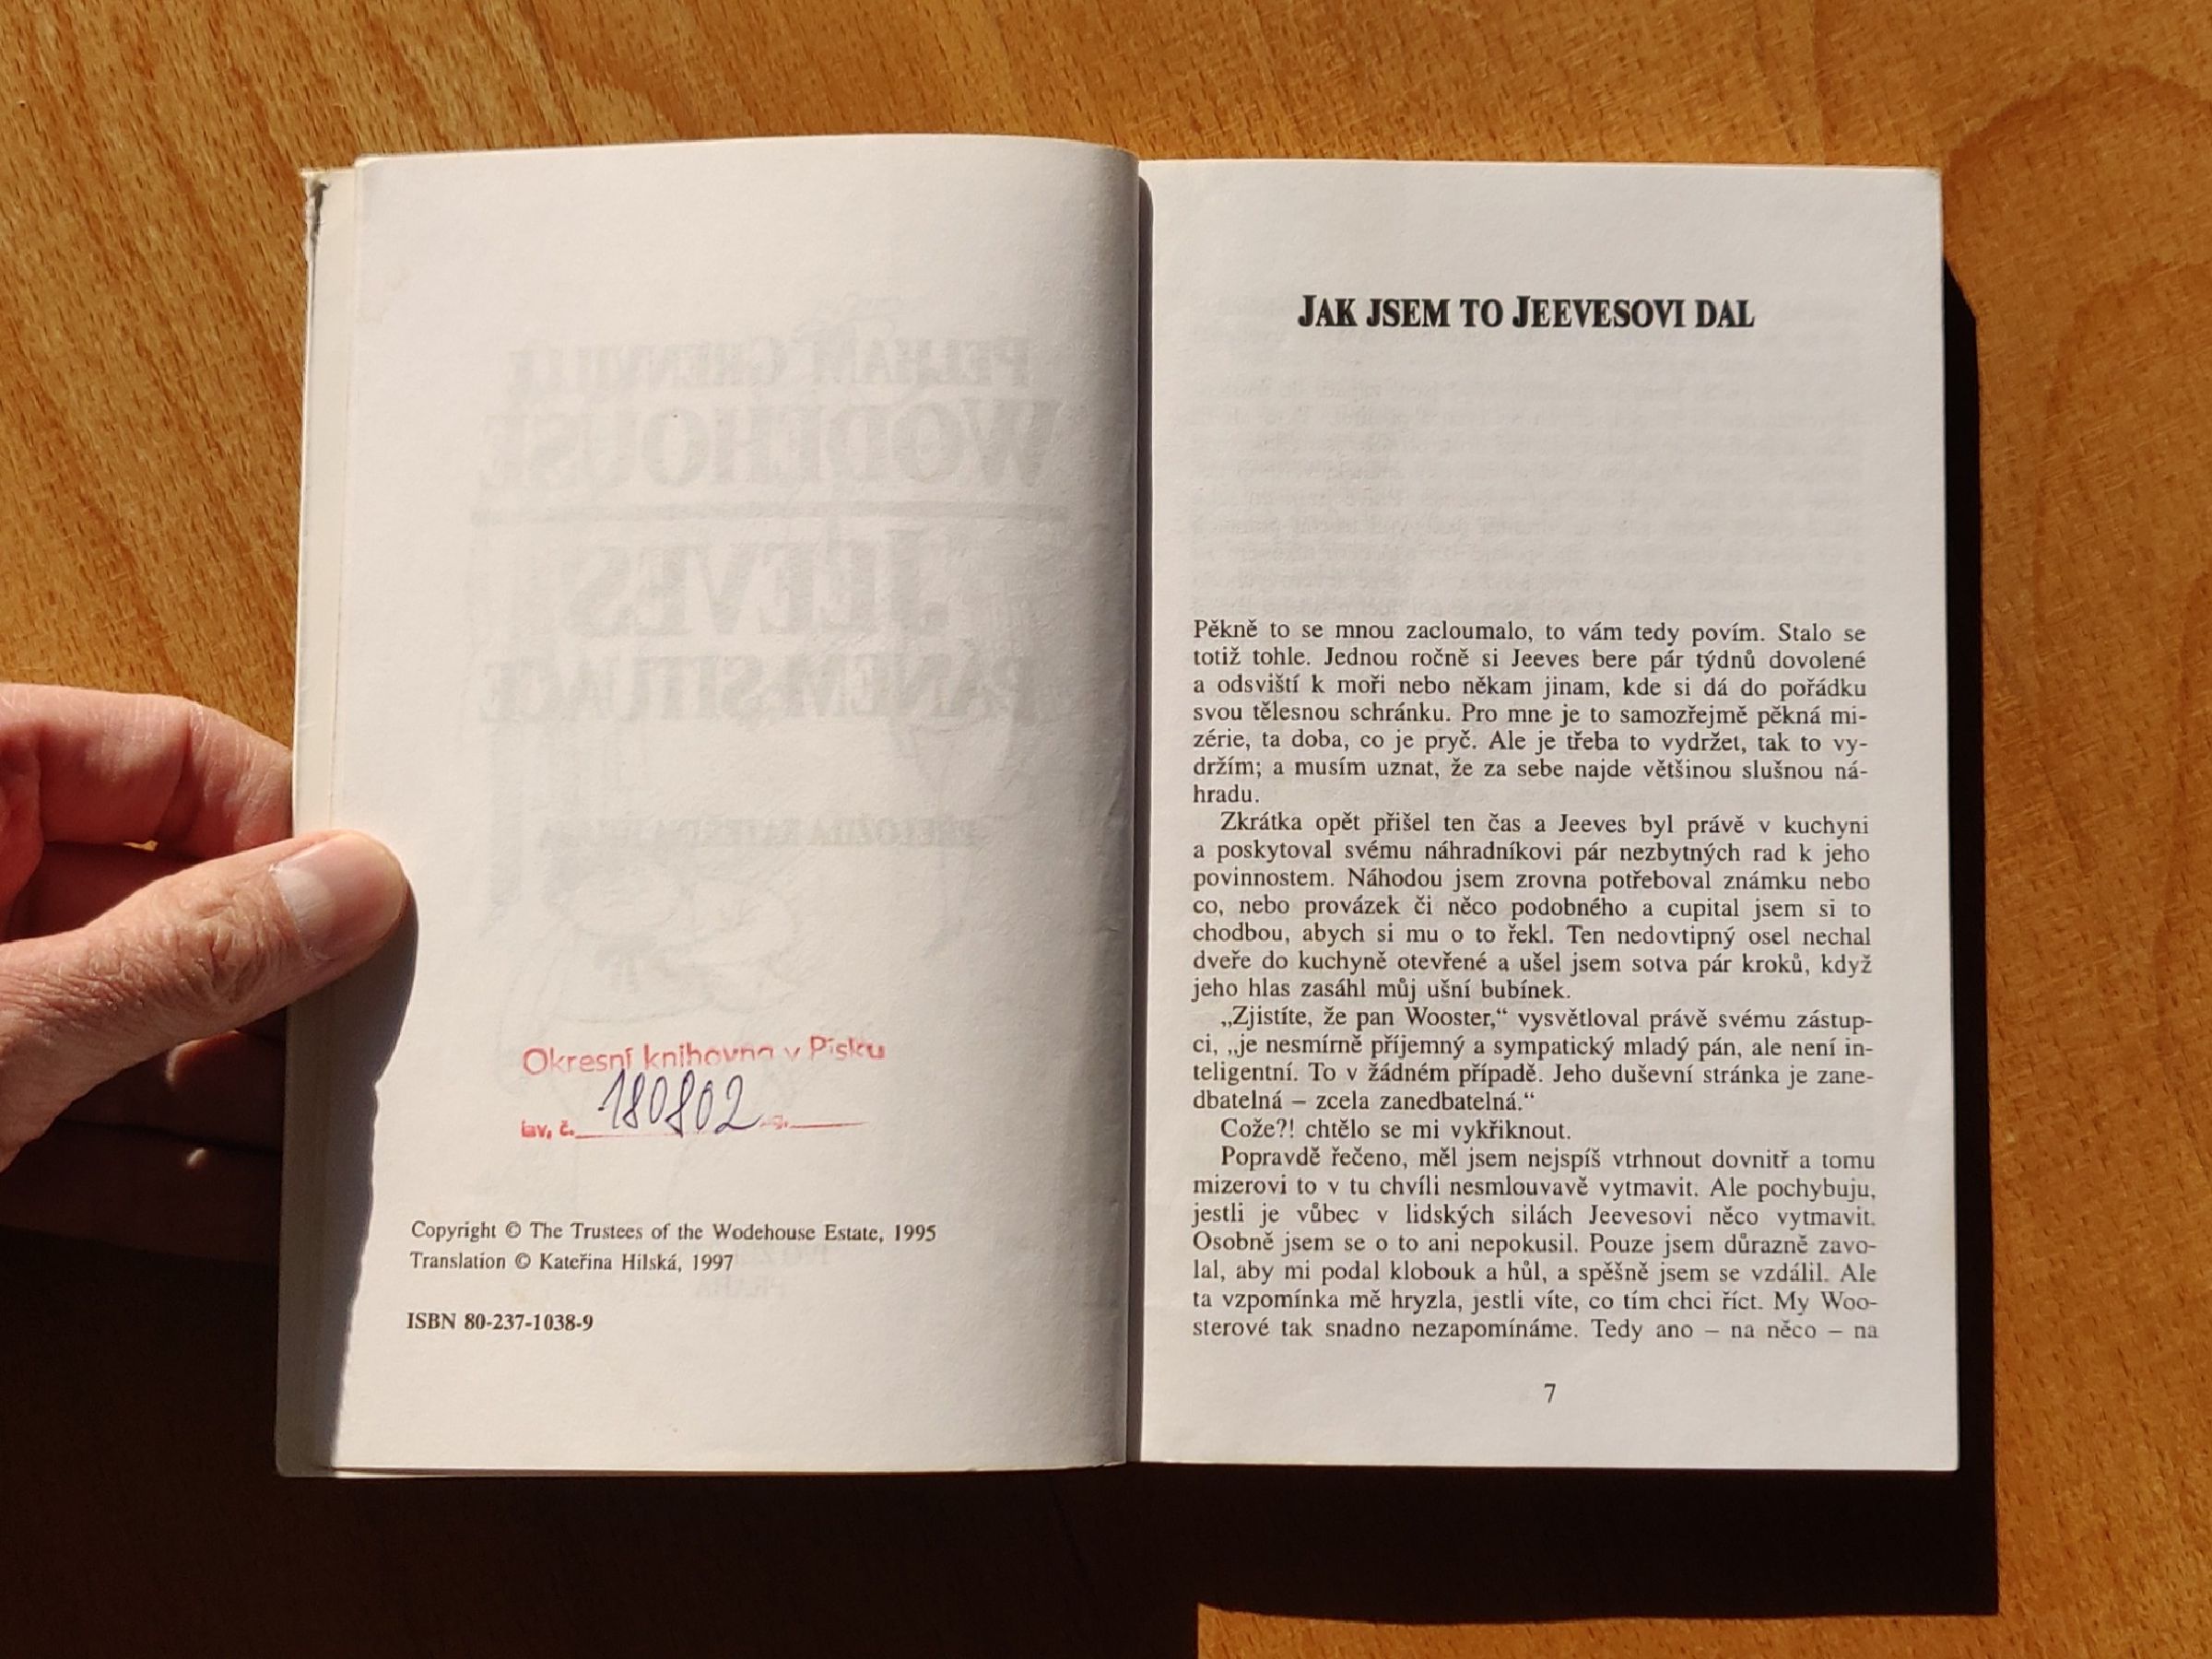 Okresní knihovna v Písku
180802
inv. č.
Copyright © The Trustees of the Wodehouse Estate, 1995
Translation © Kateřina Hilská, 1997
ISBN 80-237-1038-9
JAK JSEM TO JEEVESOVI DAL
Pěkně to se mnou zacloumalo, to vám tedy povím. Stalo se
totiž tohle. Jednou ročně si Jeeves bere pár týdnů dovolené
a odsviští k moři nebo někam jinam, kde si dá do pořádku
svou tělesnou schránku. Pro mne je to samozřejmě pěkná mi-
zérie, ta doba, co je pryč. Ale je třeba to vydržet, tak to vy-
držím; a musím uznat, že za sebe najde většinou slušnou ná-
hradu.
Zkrátka opět přišel ten čas a Jeeves byl právě v kuchyni
a poskytoval svému náhradníkovi pár nezbytných rad k jeho
povinnostem. Náhodou jsem zrovna potřeboval známku nebo
co, nebo provázek či něco podobného a cupital jsem si to
chodbou, abych si mu o to řekl. Ten nedovtipný osel nechal
dveře do kuchyně otevřené a ušel jsem sotva pár kroků, když
jeho hlas zasáhl můj ušní bubínek.
„Zjistíte, že pan Wooster,“ vysvětloval právě svému zástup-
ci, „je nesmírně příjemný a sympatický mladý pán, ale není in-
teligentní. To v žádném případě. Jeho duševní stránka je zane-
dbatelná – zcela zanedbatelná.“
Cože?! chtělo se mi vykřiknout.
Popravdě řečeno, měl jsem nejspíš vtrhnout dovnitř a tomu
mizerovi to v tu chvíli nesmlouvavě vytmavit. Ale pochybuju,
jestli je vůbec v lidských silách Jeevesovi něco vytmavit.
Osobně jsem se o to ani nepokusil. Pouze jsem důrazně zavo-
lal, aby mi podal klobouk a hůl, a spěšně jsem se vzdálil. Ale
ta vzpomínka mě hryzla, jestli víte, co tím chci říct. My Woo-
sterové tak snadno nezapomínáme. Tedy ano – na něco – na
7